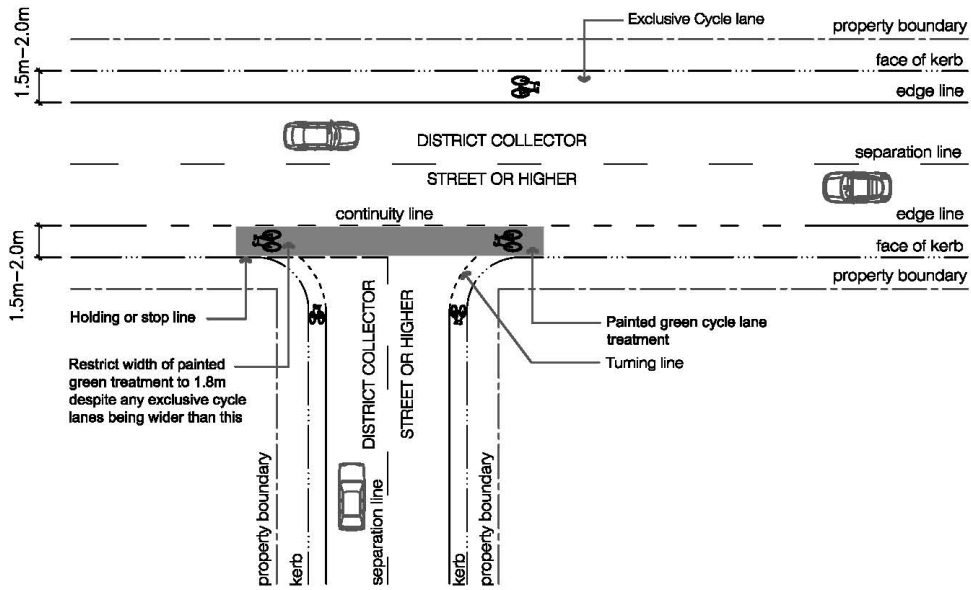 Exclusive Cycle lane
property boundary
1.5m–2.0m
face of kerb
edge line
DISTRICT COLLECTOR
separation line
STREET OR HIGHER
continuity line
edge line
1.5m–2.0m
face of kerb
property boundary
Holding or stop line
Painted green cycle lane
treatment
Turning line
Restrict width of painted
green treatment to 1.8m
despite any exclusive cycle
lanes being wider than this
DISTRICT COLLECTOR
STREET OR HIGHER
property boundary
kerb
separation line
kerb
property boundary